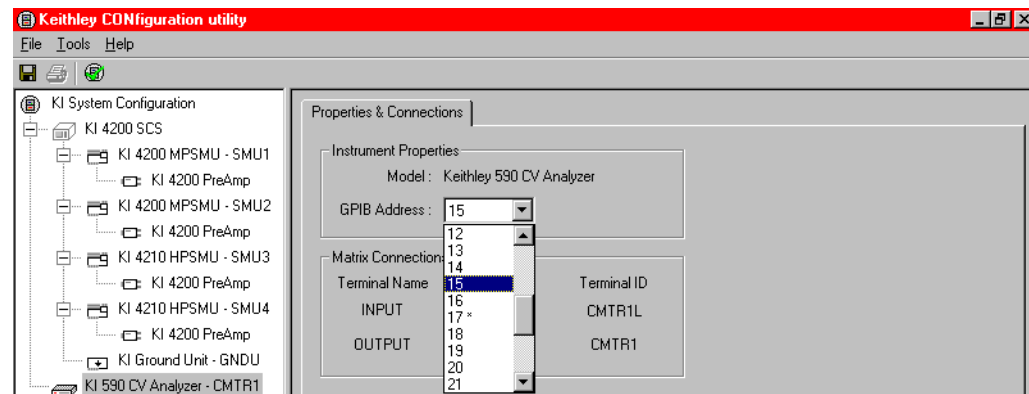 Keithley CONfiguration utility
File Tools Help
KI System Configuration
KI 4200 SCS
KI 4200 MPSMU - SMU1
KI 4200 PreAmp
KI 4200 MPSMU - SMU2
KI 4200 PreAmp
KI 4210 HPSMU - SMU3
KI 4200 PreAmp
KI 4210 HPSMU - SMU4
KI 4200 PreAmp
KI Ground Unit - GNDU
KI 590 CV Analyzer - CMTR1
Properties & Connections
Instrument Properties
Model : Keithley 590 CV Analyzer
GPIB Address : 15
12
13
14
15
16
17 *
18
19
20
21
Matrix Connection
Terminal Name Terminal ID
INPUT CMTR1L
OUTPUT CMTR1